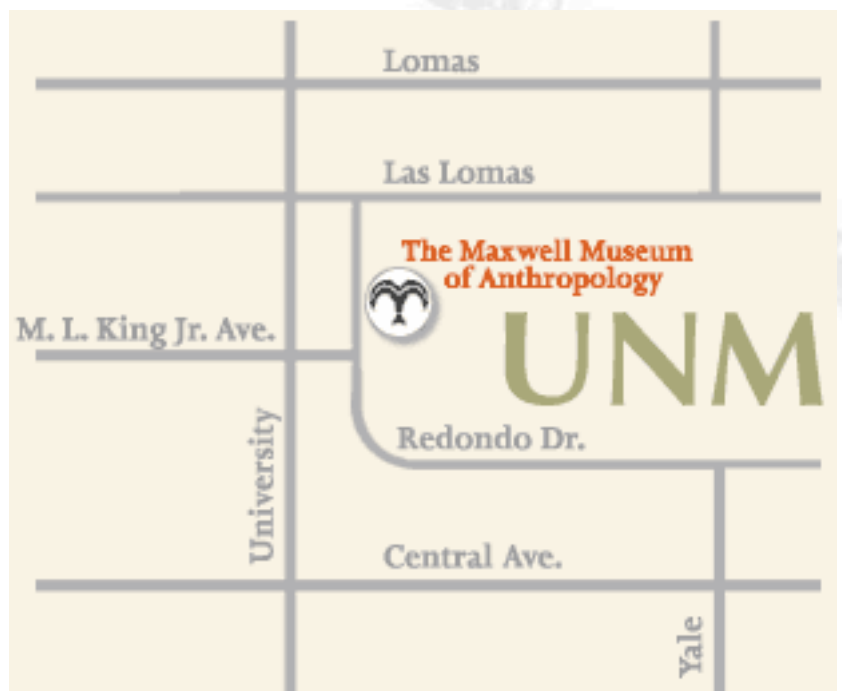 Lomas
Las Lomas
The Maxwell Museum
of Anthropology
M. L. King Jr. Ave.
UNM
University
Redondo Dr.
Central Ave.
Yale